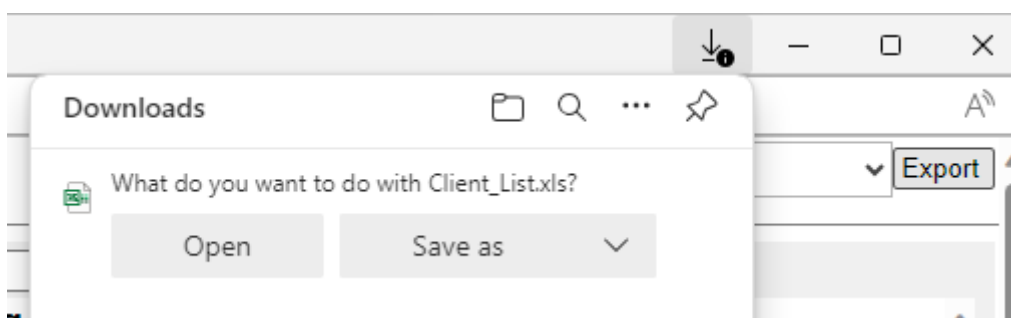 Downloads
What do you want to do with Client_List.xls?
Export
Open
Save as